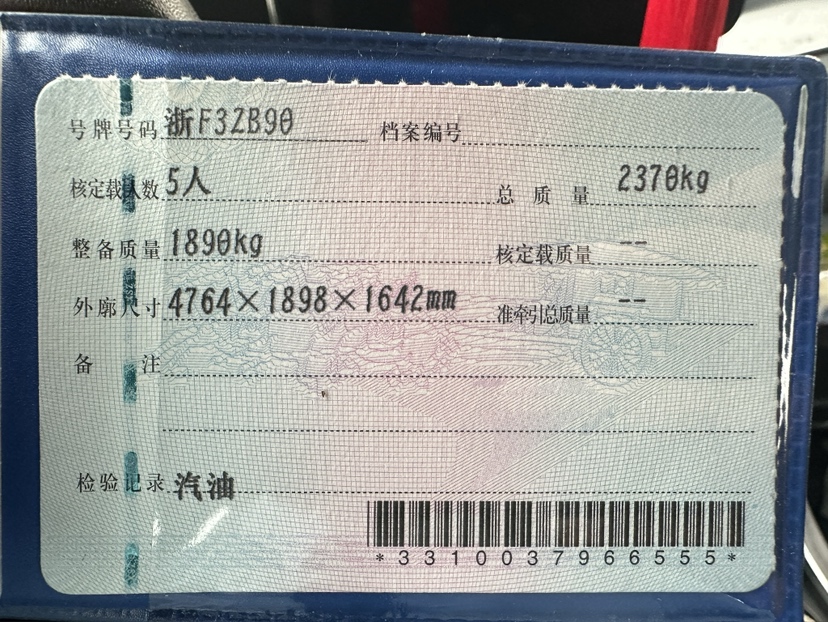 号牌号码 浙F3ZB90 档案编号
核定载人数 5人 总质量 2370kg
整备质量 1890kg 核定载质量 --
外廓尺寸 4764×1898×1642mm 准牵引总质量 --
备注
检验记录 汽油
*3310037966555*